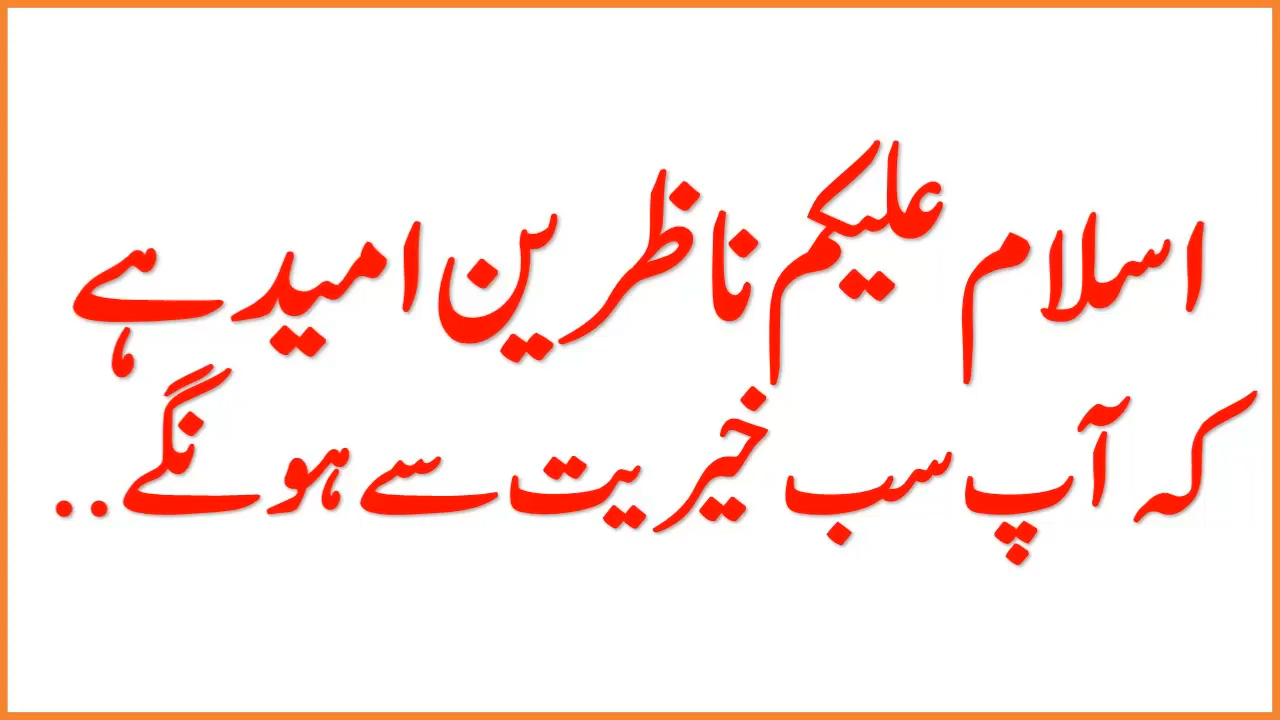 اسلام علیکم ناظرین امید ہے
کہ آپ سب خیریت سے ہونگے..